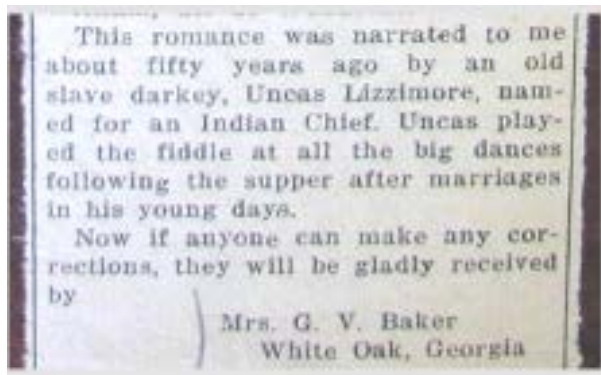 This romance was narrated to me
about fifty years ago by an old
slave darkey, Uncas Lizzimore, nam-
ed for an Indian Chief. Uncas play-
ed the fiddle at all the big dances
following the supper after marriages
in his young days.
Now if anyone can make any cor-
rections, they will be gladly received
by
Mrs. G. V. Baker
White Oak, Georgia